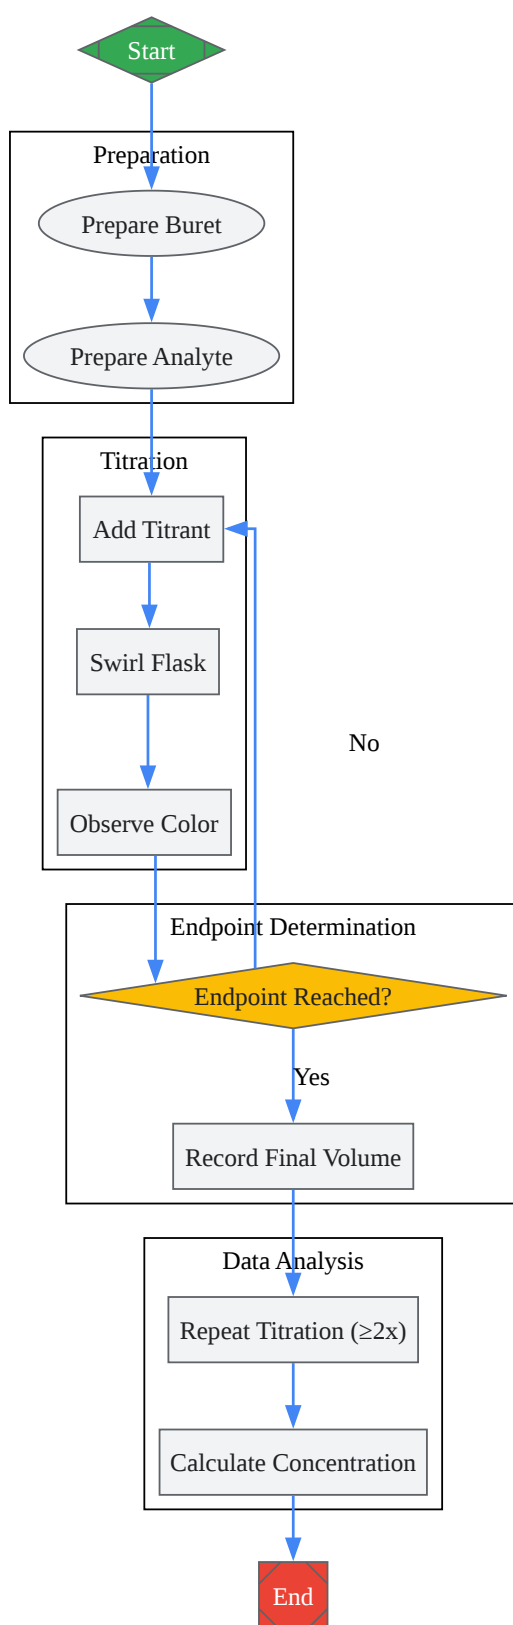 Start
Preparation
Prepare Buret
Prepare Analyte
Titration
Add Titrant
Swirl Flask
No
Observe Color
Endpoint Determination
Endpoint Reached?
Yes
Record Final Volume
Data Analysis
Repeat Titration (≥2x)
Calculate Concentration
End